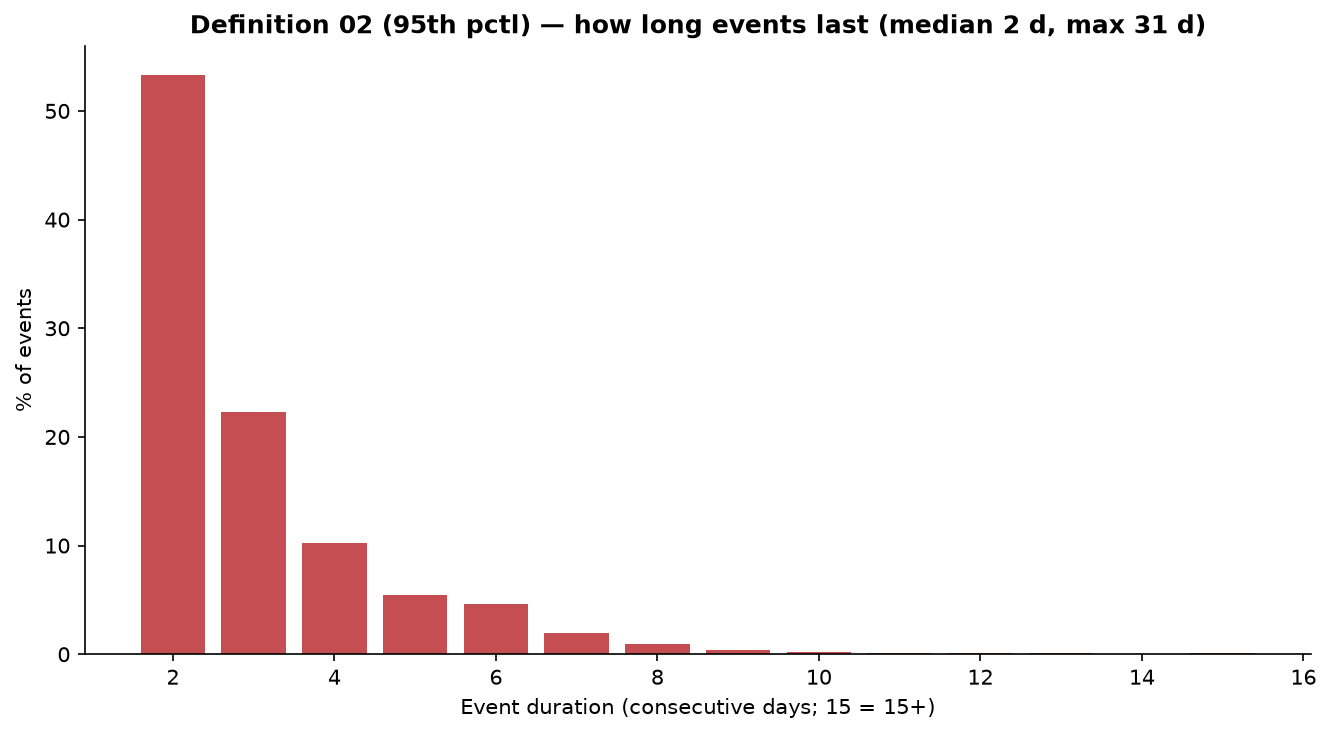 Definition 02 (95th pctl) — how long events last (median 2 d, max 31 d)
% of events
50
40
30
20
10
0
2 4 6 8 10 12 14 16
Event duration (consecutive days; 15 = 15+)